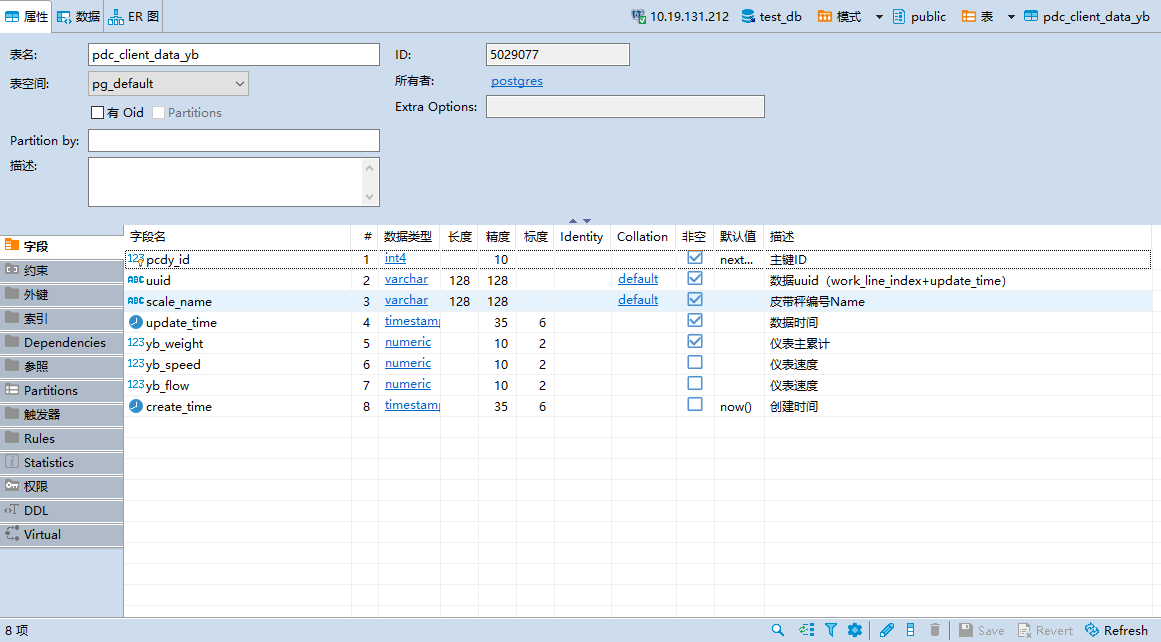 属性 数据 ER 图 10.19.131.212 test_db 模式 public 表 pdc_client_data_yb
表名: pdc_client_data_yb ID: 5029077
表空间: pg_default 所有者: postgres
有 Oid Partitions Extra Options:
Partition by:
描述:
字段名 # 数据类型 长度 精度 标度 Identity Collation 非空 默认值 描述
123 pcdy_id 1 int4 10 next... 主键ID
ABC uuid 2 varchar 128 128 default 数据uuid（work_line_index+update_time）
ABC scale_name 3 varchar 128 128 default 皮带秤编号Name
update_time 4 timestamp 35 6 数据时间
123 yb_weight 5 numeric 10 2 仪表主累计
123 yb_speed 6 numeric 10 2 仪表速度
123 yb_flow 7 numeric 10 2 仪表速度
create_time 8 timestamp 35 6 now() 创建时间
字段
约束
外键
索引
Dependencies
参照
Partitions
触发器
Rules
Statistics
权限
DDL
Virtual
8 项 Save Revert Refresh